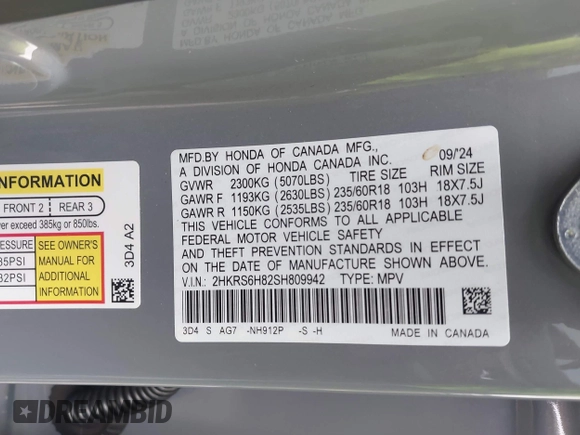 INFORMATION
FRONT 2 REAR 3
ver exceed 385kg or 850lbs.
PRESSURE SEE OWNER'S
35PSI MANUAL FOR
ADDITIONAL
32PSI INFORMATION
3D4 A2
MFD.BY HONDA OF CANADA MFG., 09/'24
A DIVISION OF HONDA CANADA INC.
GVWR 2300KG (5070LBS) TIRE SIZE RIM SIZE
GAWR F 1193KG (2630LBS) 235/60R18 103H 18X7.5J
GAWR R 1150KG (2535LBS) 235/60R18 103H 18X7.5J
THIS VEHICLE CONFORMS TO ALL APPLICABLE
FEDERAL MOTOR VEHICLE SAFETY
AND THEFT PREVENTION STANDARDS IN EFFECT
ON THE DATE OF MANUFACTURE SHOWN ABOVE.
V.I.N.: 2HKRS6H82SH809942 TYPE: MPV
3D4 S AG7 -NH912P -S -H MADE IN CANADA
DREAMBID